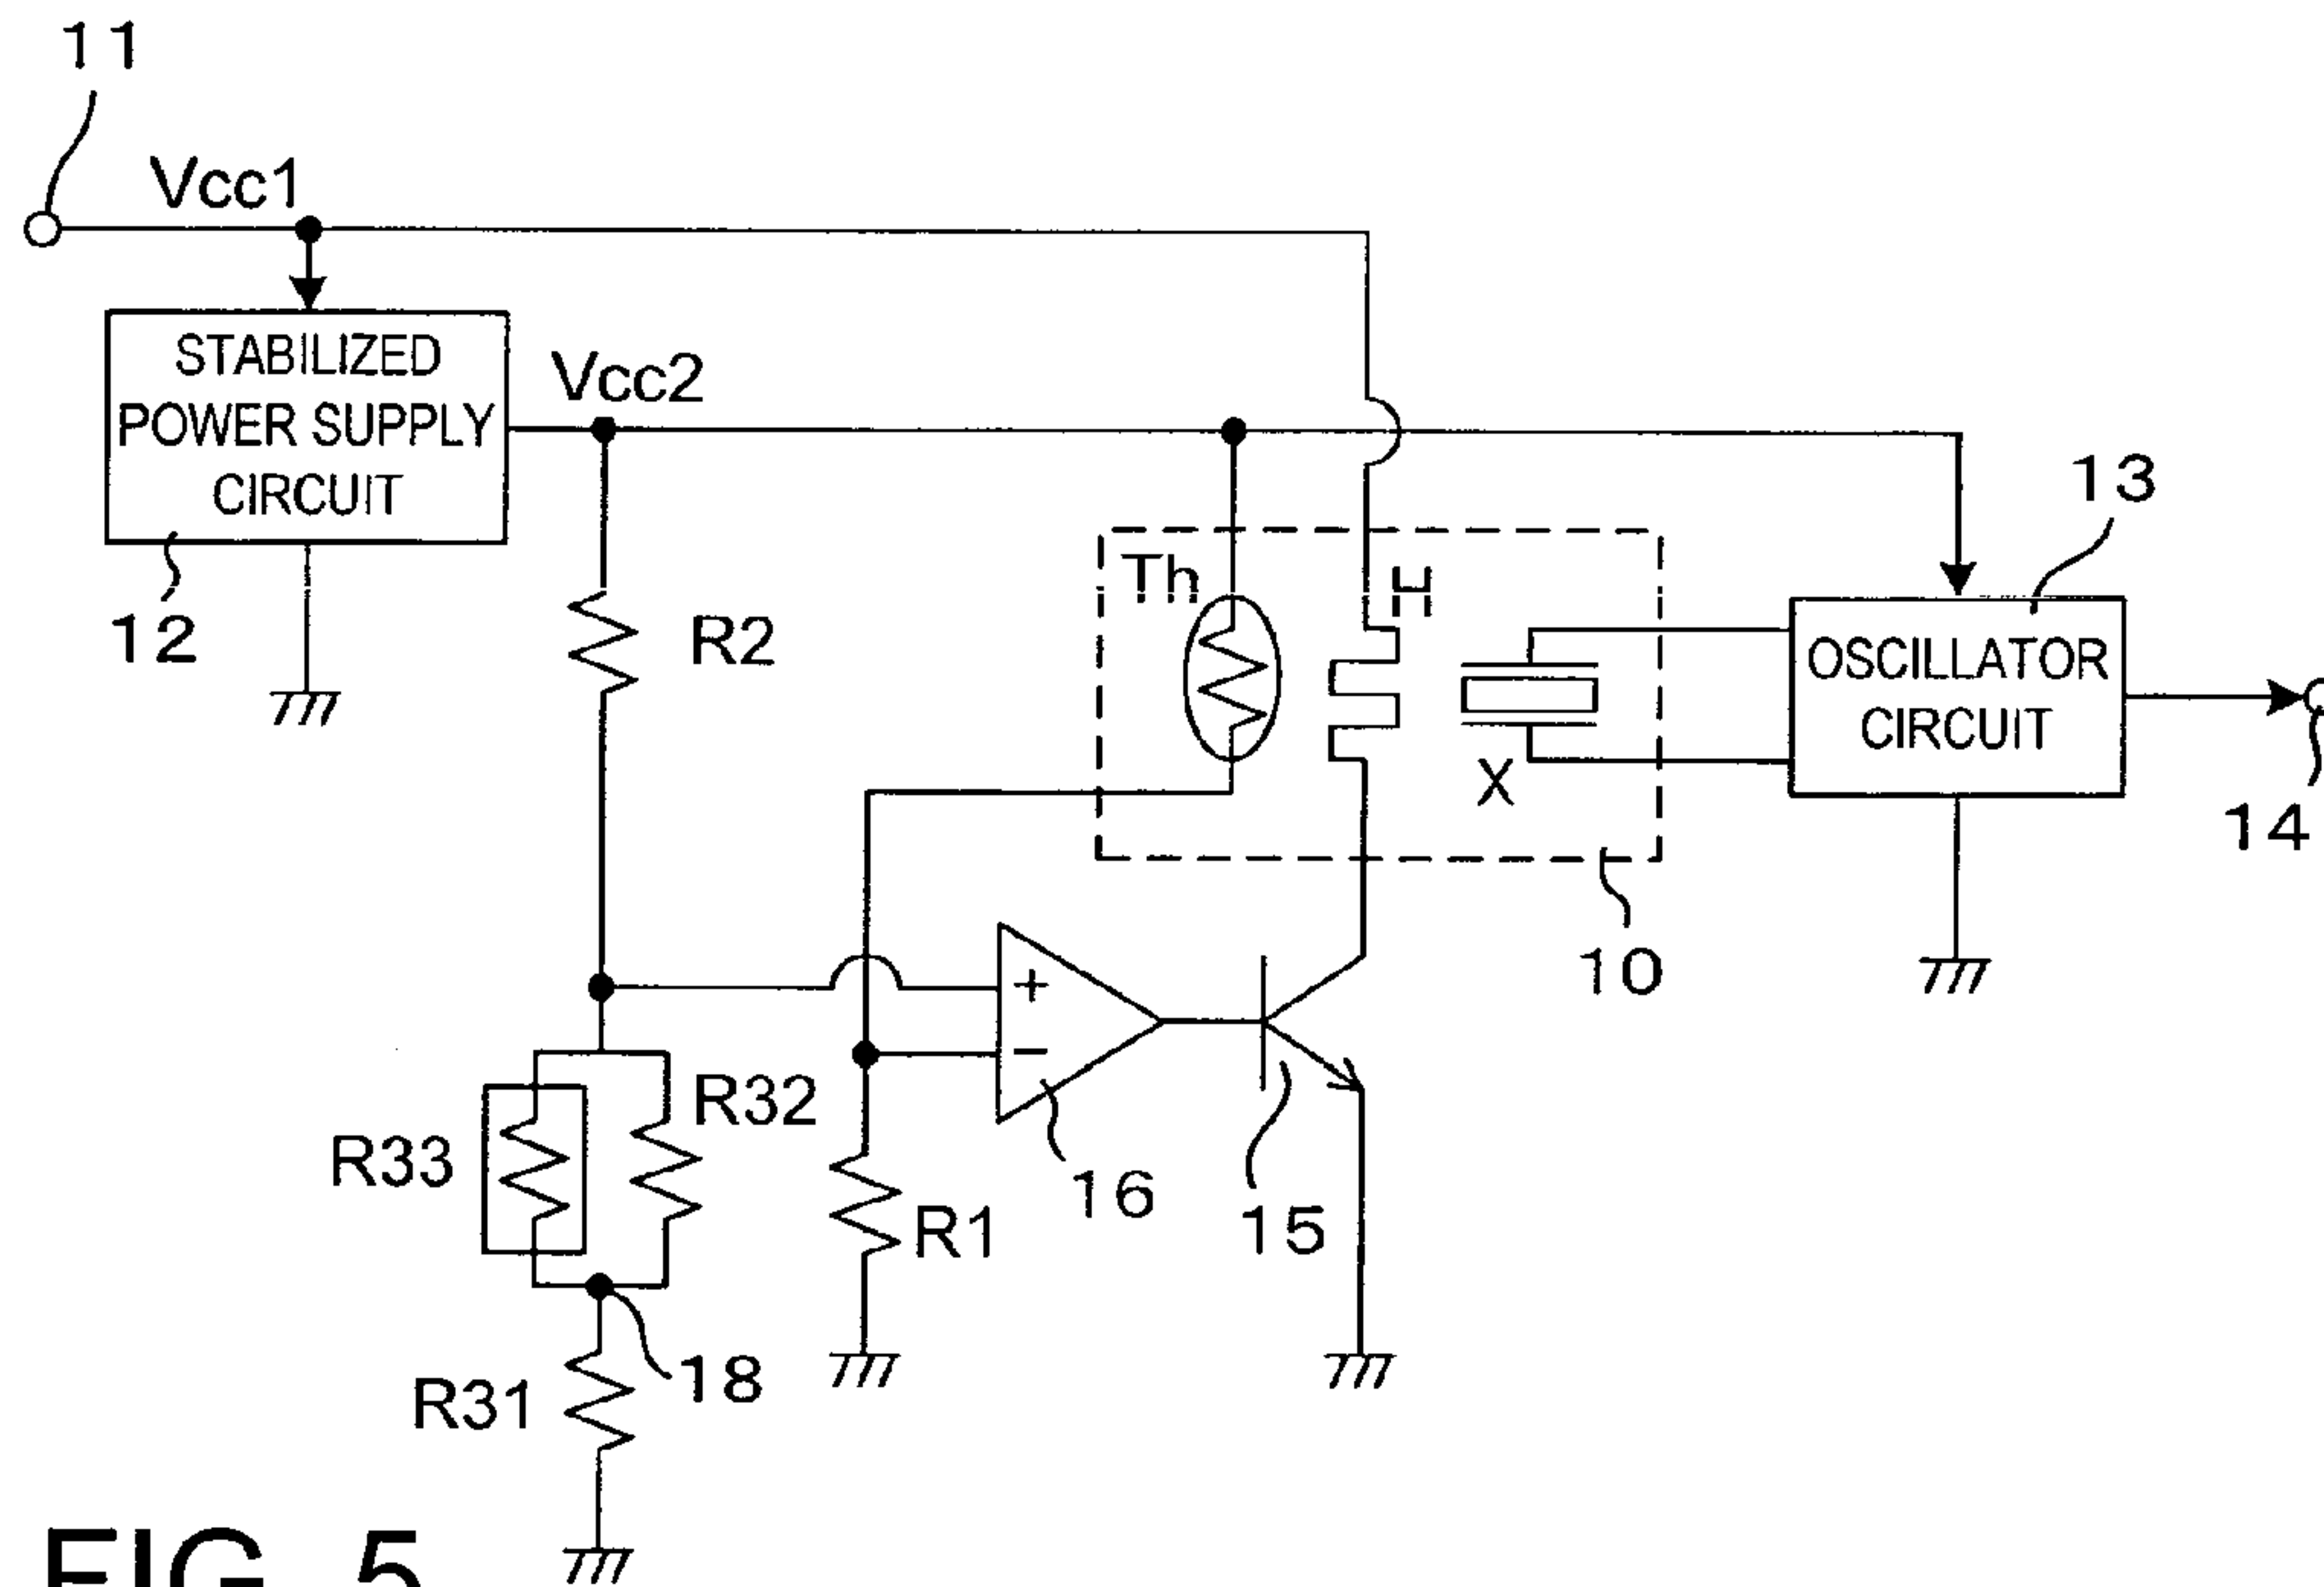 11
Vcc1
STABILIZED
POWER SUPPLY
CIRCUIT
12
Vcc2
R2
Th
H
X
10
13
OSCILLATOR
CIRCUIT
14
+
−
16
15
R33
R32
R1
18
R31
FIG. 5